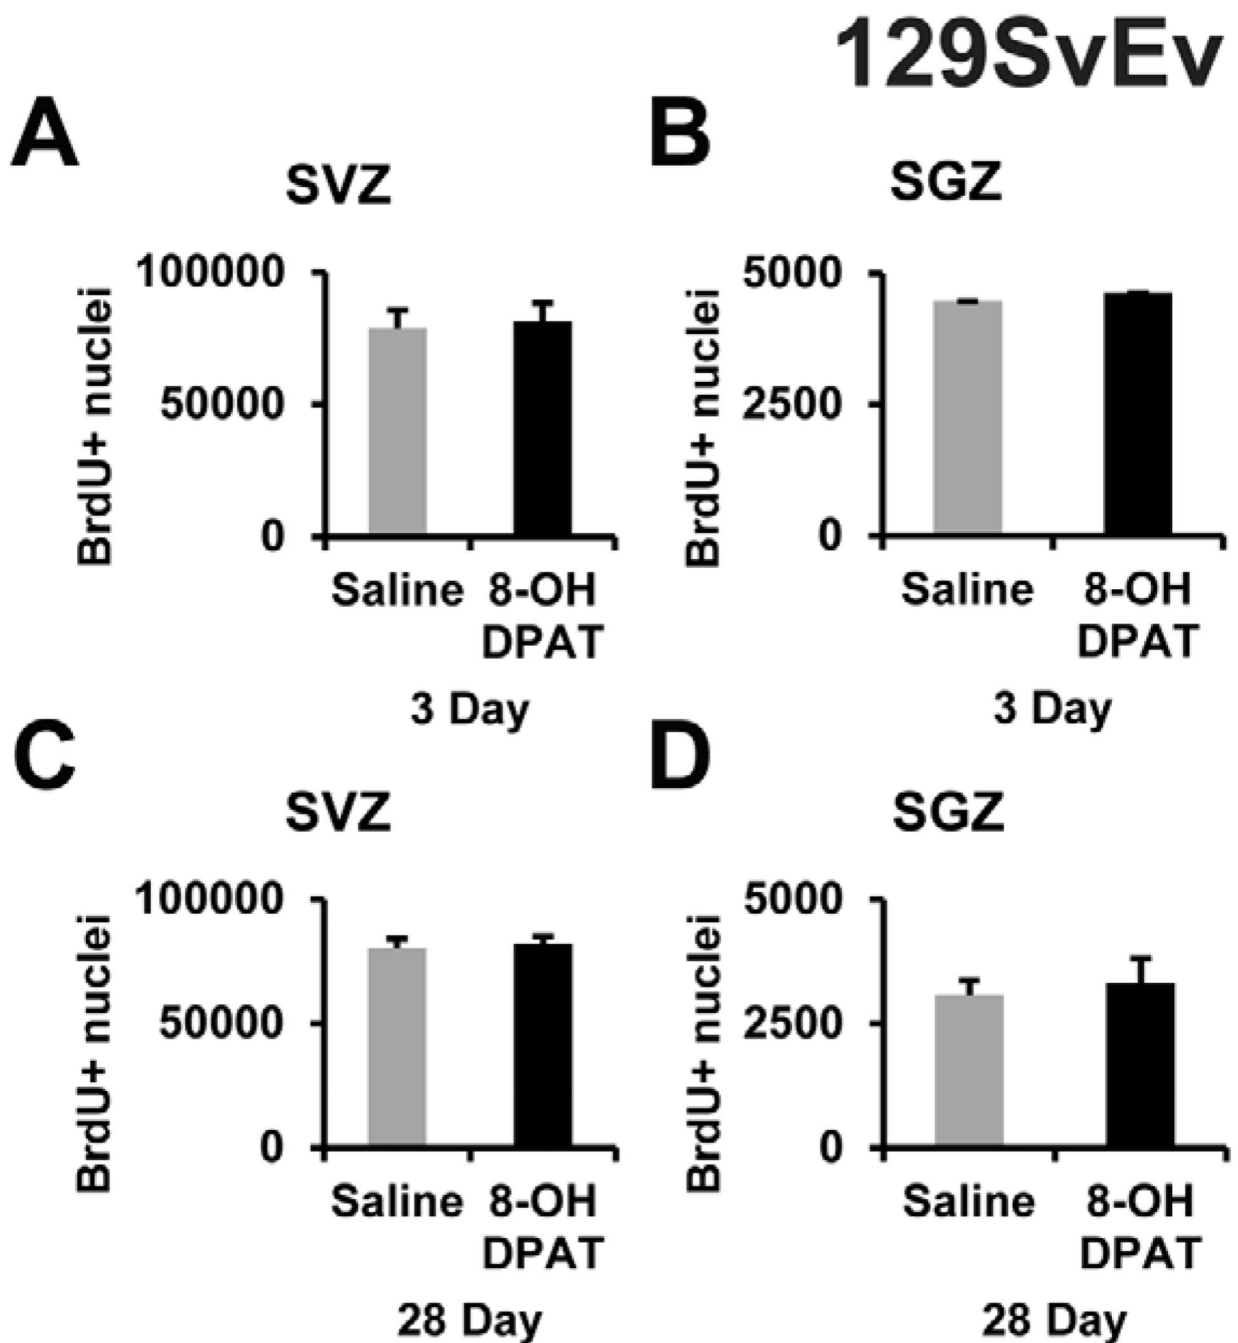 129SvEv
A
B
SVZ
SGZ
BrdU+ nuclei
100000
50000
0
Saline
8-OH
DPAT
3 Day
BrdU+ nuclei
5000
2500
0
Saline
8-OH
DPAT
3 Day
C
D
SVZ
SGZ
BrdU+ nuclei
100000
50000
0
Saline
8-OH
DPAT
28 Day
BrdU+ nuclei
5000
2500
0
Saline
8-OH
DPAT
28 Day